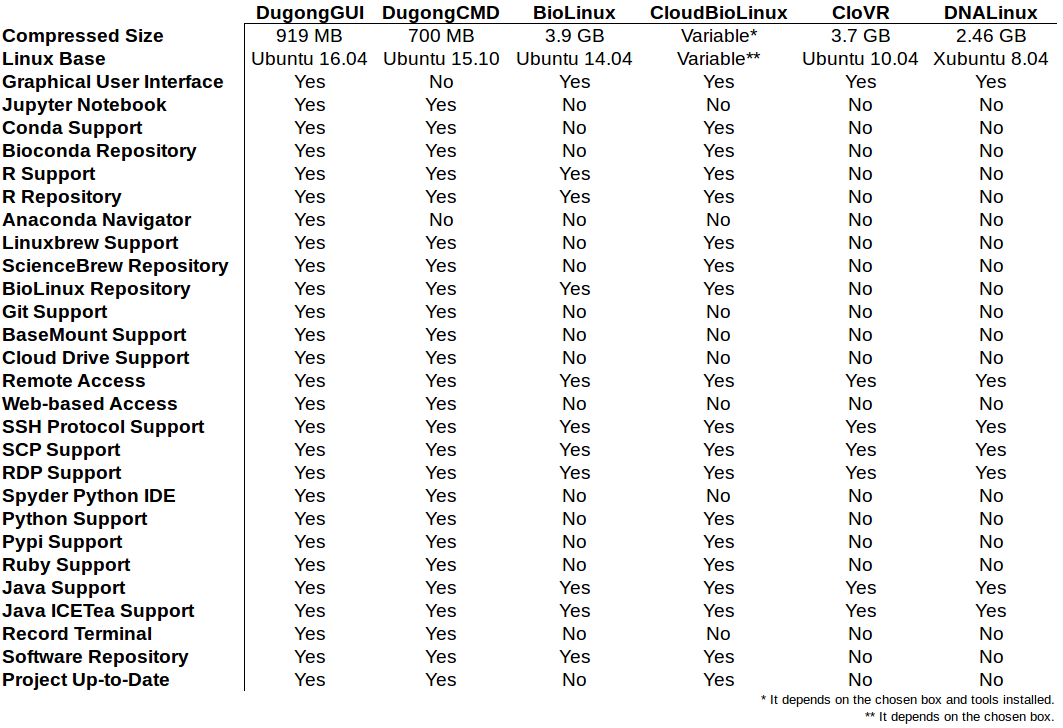 DugongGUI DugongCMD BioLinux CloudBioLinux CloVR DNALinux
Compressed Size 919 MB 700 MB 3.9 GB Variable* 3.7 GB 2.46 GB
Linux Base Ubuntu 16.04 Ubuntu 15.10 Ubuntu 14.04 Variable** Ubuntu 10.04 Xubuntu 8.04
Graphical User Interface Yes No Yes Yes Yes Yes
Jupyter Notebook Yes Yes No No No No
Conda Support Yes Yes No Yes No No
Bioconda Repository Yes Yes No Yes No No
R Support Yes Yes Yes Yes No No
R Repository Yes Yes Yes Yes No No
Anaconda Navigator Yes No No No No No
Linuxbrew Support Yes Yes No Yes No No
ScienceBrew Repository Yes Yes No Yes No No
BioLinux Repository Yes Yes Yes Yes No No
Git Support Yes Yes No No No No
BaseMount Support Yes Yes No No No No
Cloud Drive Support Yes Yes No No No No
Remote Access Yes Yes Yes Yes Yes Yes
Web-based Access Yes Yes No No No No
SSH Protocol Support Yes Yes Yes Yes Yes Yes
SCP Support Yes Yes Yes Yes Yes Yes
RDP Support Yes Yes Yes Yes Yes Yes
Spyder Python IDE Yes Yes No No No No
Python Support Yes Yes No Yes No No
Pypi Support Yes Yes No Yes No No
Ruby Support Yes Yes No Yes No No
Java Support Yes Yes Yes Yes Yes Yes
Java ICETea Support Yes Yes Yes Yes Yes Yes
Record Terminal Yes Yes No No No No
Software Repository Yes Yes Yes Yes No No
Project Up-to-Date Yes Yes No Yes No No
* It depends on the chosen box and tools installed.
** It depends on the chosen box.